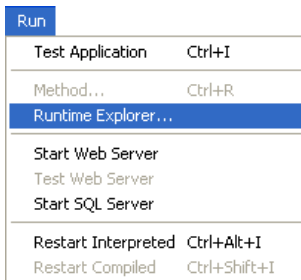 Run
Test Application Ctrl+I
Method... Ctrl+R
Runtime Explorer...
Start Web Server
Test Web Server
Start SQL Server
Restart Interpreted Ctrl+Alt+I
Restart Compiled Ctrl+Shift+I